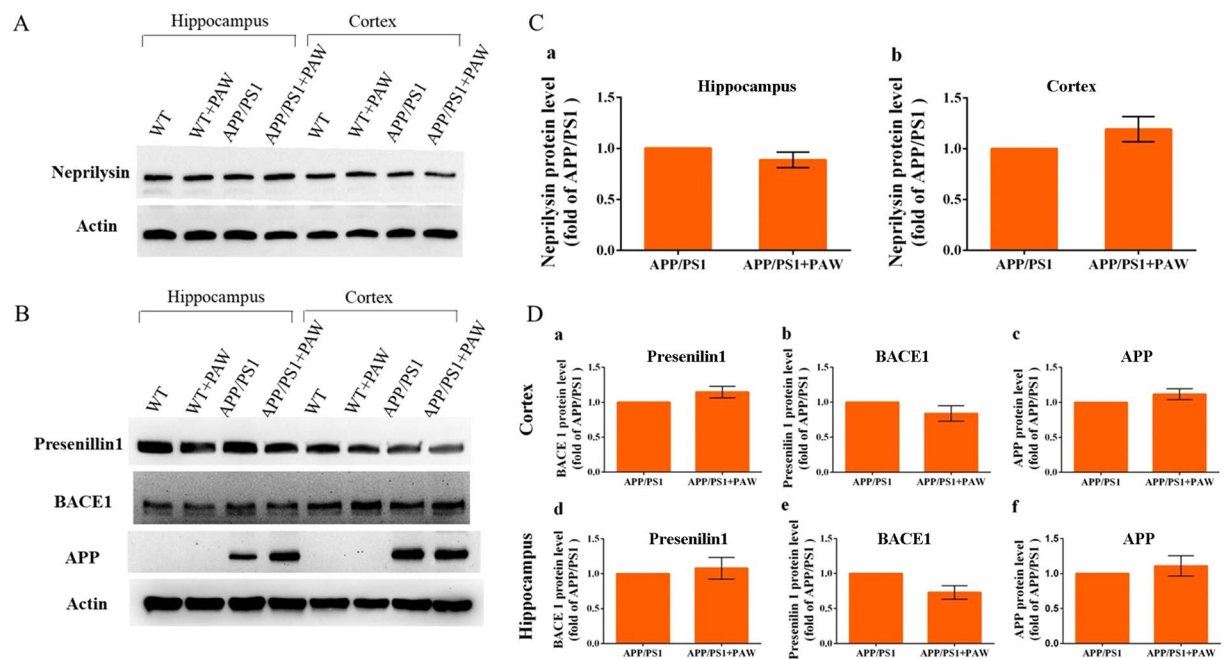 A
Hippocampus
Cortex
WT
WT+PAW
APP/PS1
APP/PS1+PAW
WT
WT+PAW
APP/PS1
APP/PS1+PAW
Neprilysin
Actin
B
Hippocampus
Cortex
WT
WT+PAW
APP/PS1
APP/PS1+PAW
WT
WT+PAW
APP/PS1
APP/PS1+PAW
Presenillin1
BACE1
APP
Actin
C
a
Hippocampus
Neprilysin protein level
(fold of APP/PS1 )
1.5
1.0
0.5
0.0
APP/PS1
APP/PS1+PAW
b
Cortex
Neprilysin protein level
(fold of APP/PS1 )
1.5
1.0
0.5
0.0
APP/PS1
APP/PS1+PAW
D
Cortex
a
Presenilin1
BACE 1 protein level
(fold of APP/PS1 )
1.5
1.0
0.5
0.0
APP/PS1
APP/PS1+PAW
b
BACE1
Presenilin 1 protein level
(fold of APP/PS1 )
1.5
1.0
0.5
0.0
APP/PS1
APP/PS1+PAW
c
APP
APP protein level
(fold of APP/PS1 )
1.5
1.0
0.5
0.0
APP/PS1
APP/PS1+PAW
Hippocampus
d
Presenilin1
BACE 1 protein level
(fold of APP/PS1 )
1.5
1.0
0.5
0.0
APP/PS1
APP/PS1+PAW
e
BACE1
Presenilin 1 protein level
(fold of APP/PS1 )
1.5
1.0
0.5
0.0
APP/PS1
APP/PS1+PAW
f
APP
APP protein level
(fold of APP/PS1 )
1.5
1.0
0.5
0.0
APP/PS1
APP/PS1+PAW